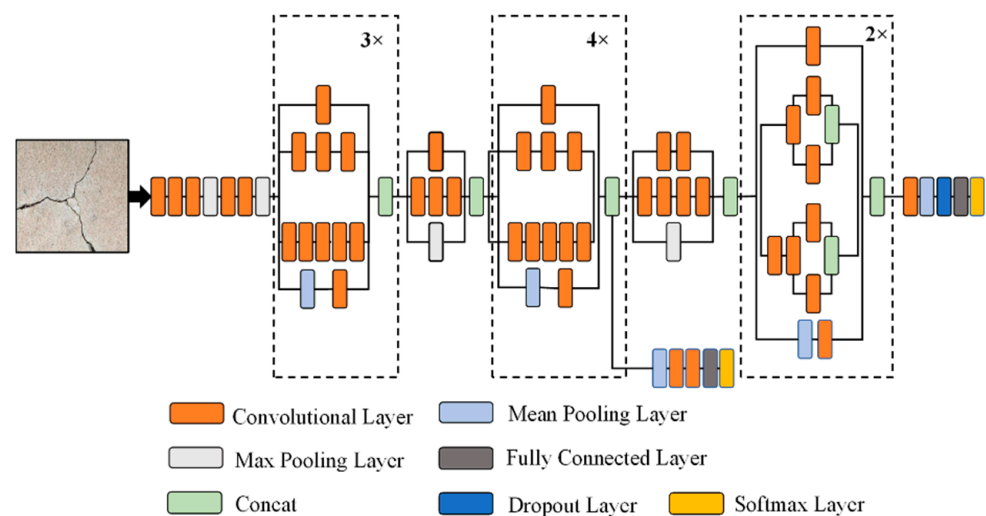 3×
4×
2×
Convolutional Layer
Mean Pooling Layer
Max Pooling Layer
Fully Connected Layer
Concat
Dropout Layer
Softmax Layer